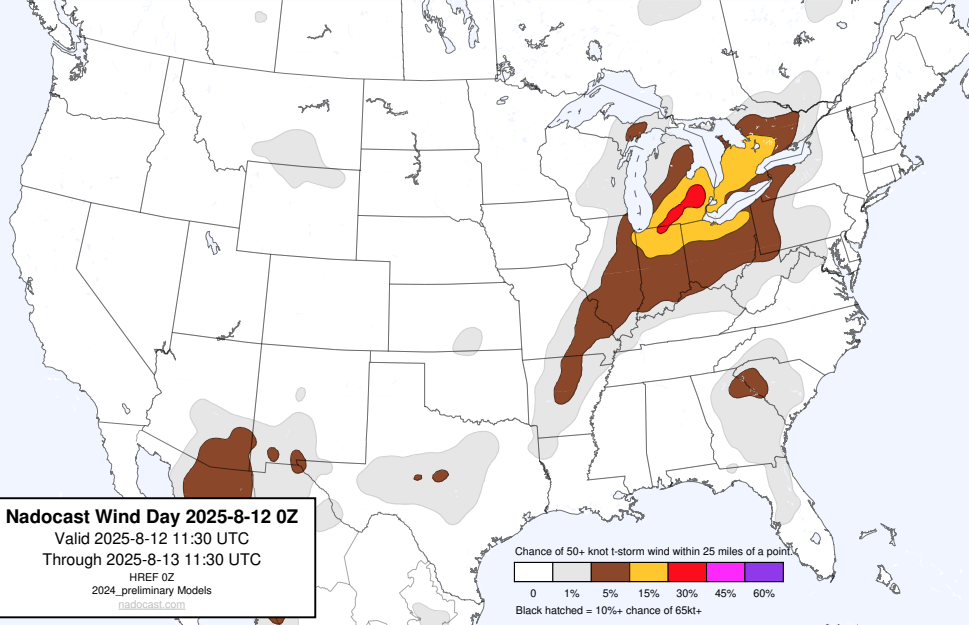 Nadocast Wind Day 2025-8-12 0Z
Valid 2025-8-12 11:30 UTC
Through 2025-8-13 11:30 UTC
HREF 0Z
2024_preliminary Models
nadocast.com
Chance of 50+ knot t-storm wind within 25 miles of a point.
0 1% 5% 15% 30% 45% 60%
Black hatched = 10%+ chance of 65kt+